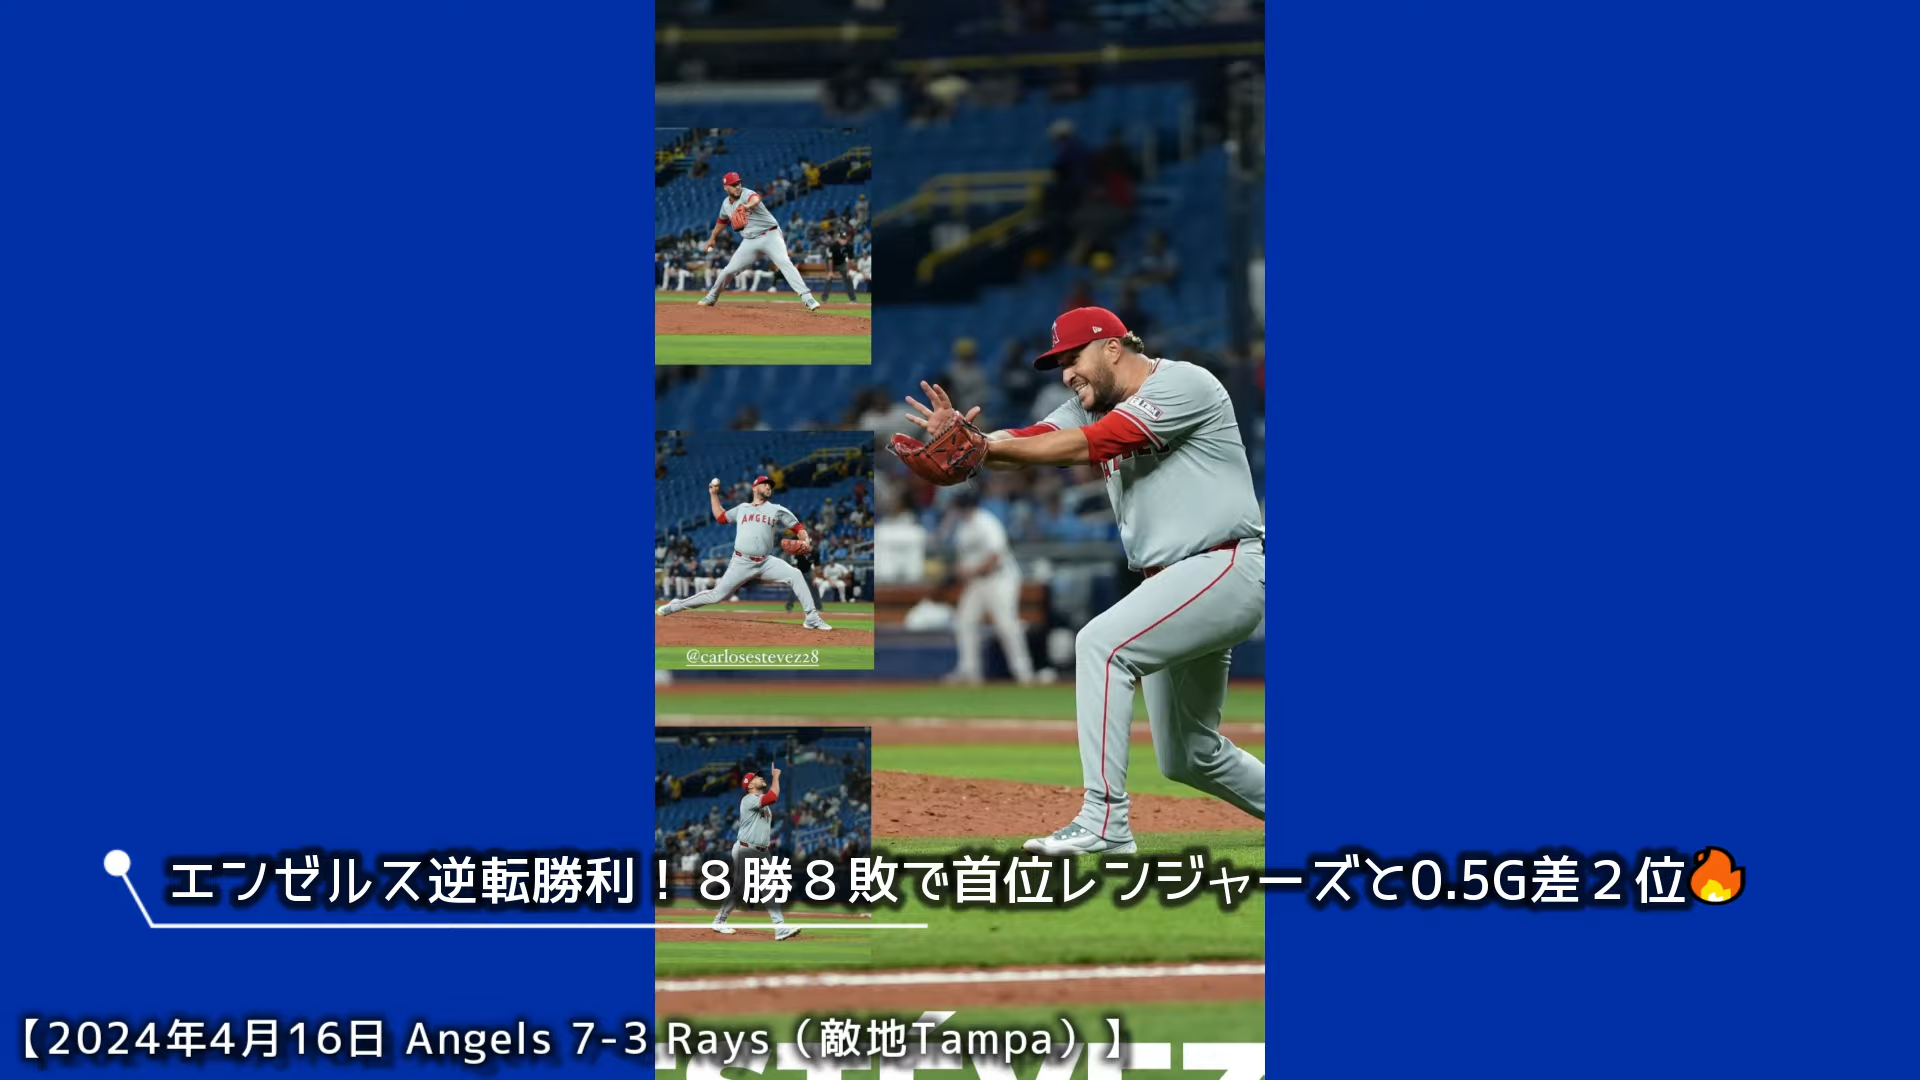 ANGELS
@carlosestevez28
エンゼルス逆転勝利！８勝８敗で首位レンジャーズと0.5G差２位🔥
【2024年4月16日 Angels 7-3 Rays（敵地Tampa）】
ESTÉVEZ